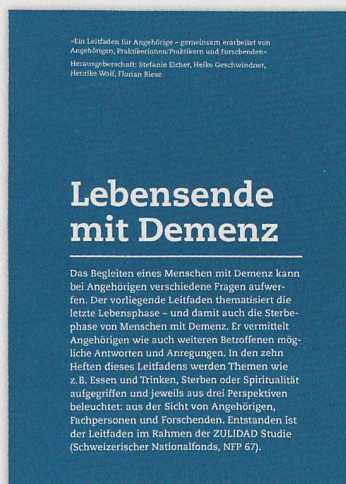 «Ein Leitfaden für Angehörige – gemeinsam erarbeitet von
Angehörigen, Praktikerinnen/Praktikern und Forschenden»
Herausgeberschaft: Stefanie Eicher, Heike Geschwindner,
Henrike Wolf, Florian Riese
Lebensende
mit Demenz
Das Begleiten eines Menschen mit Demenz kann
bei Angehörigen verschiedene Fragen aufwer-
fen. Der vorliegende Leitfaden thematisiert die
letzte Lebensphase – und damit auch die Sterbe-
phase von Menschen mit Demenz. Er vermittelt
Angehörigen wie auch weiteren Betroffenen mög-
liche Antworten und Anregungen. In den zehn
Heften dieses Leitfadens werden Themen wie
z.B. Essen und Trinken, Sterben oder Spiritualität
aufgegriffen und jeweils aus drei Perspektiven
beleuchtet: aus der Sicht von Angehörigen,
Fachpersonen und Forschenden. Entstanden ist
der Leitfaden im Rahmen der ZULIDAD Studie
(Schweizerischer Nationalfonds, NFP 67).